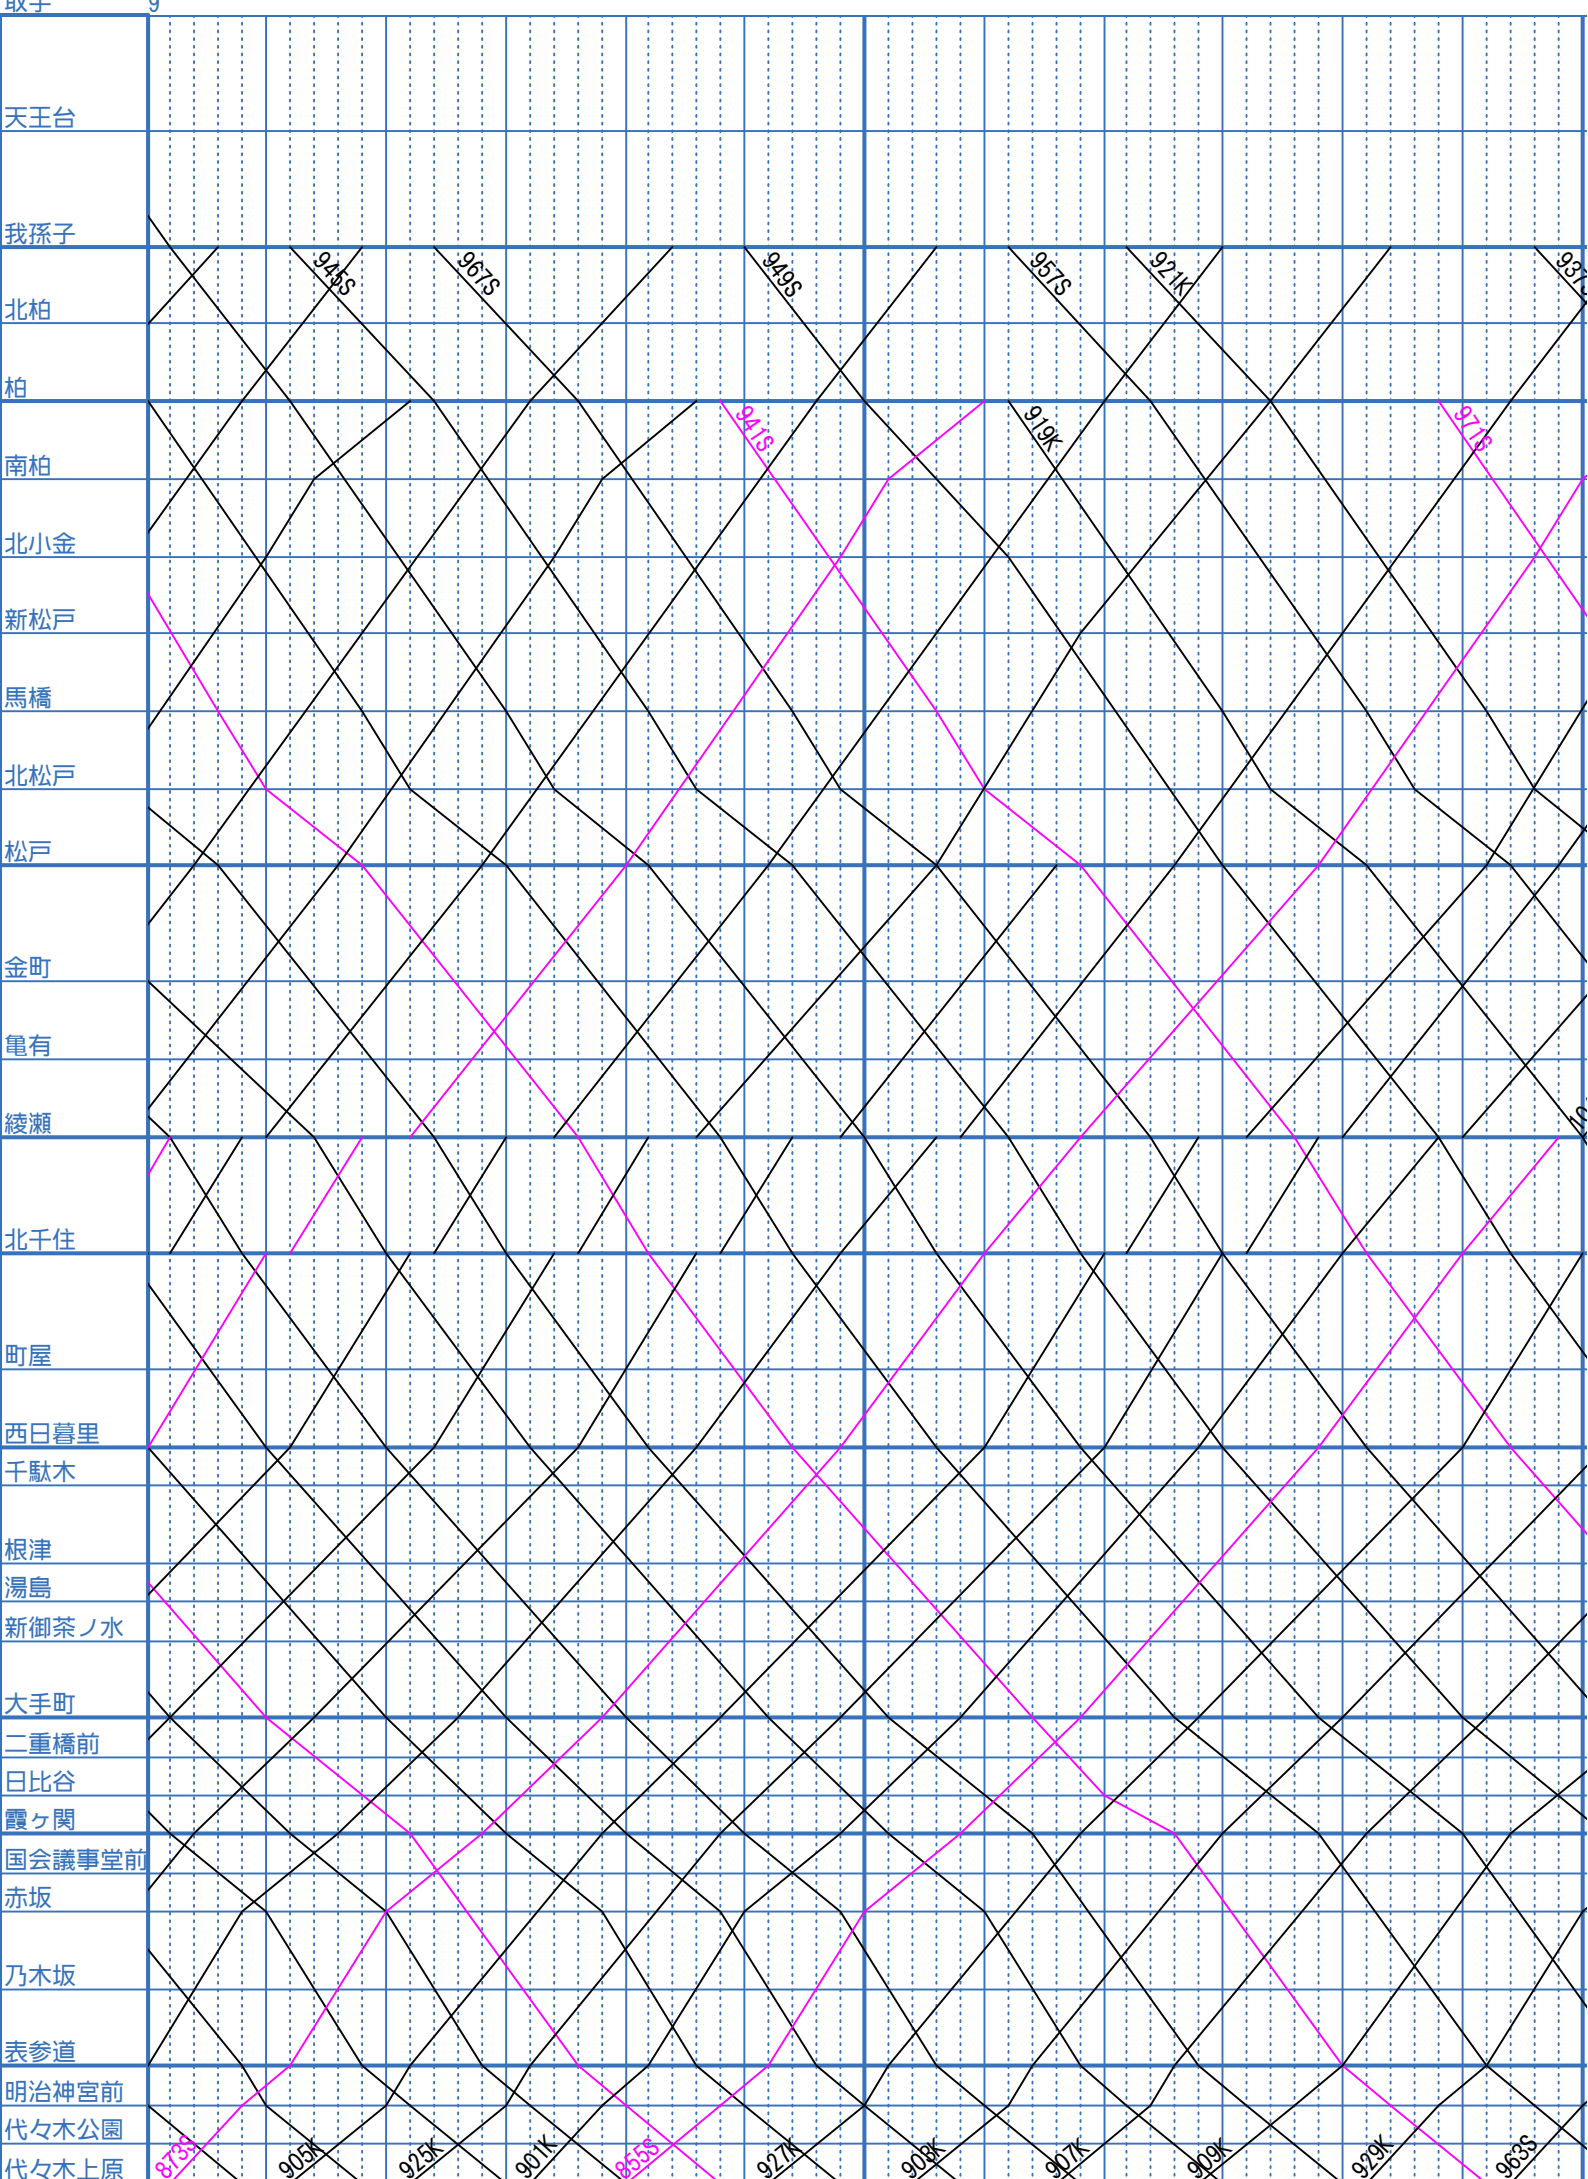 取手 9
天王台
我孫子
945S 967S 949S 957S 921K 937S
北柏
柏
941S 919K 971S
南柏
北小金
新松戸
馬橋
北松戸
松戸
金町
亀有
綾瀬
北千住
町屋
西日暮里
千駄木
根津
湯島
新御茶ノ水
大手町
二重橋前
日比谷
霞ヶ関
国会議事堂前
赤坂
乃木坂
表参道
明治神宮前
代々木公園
873S 905K 925K 901K 855S 927K 903K 907K 909K 929K 963S
代々木上原